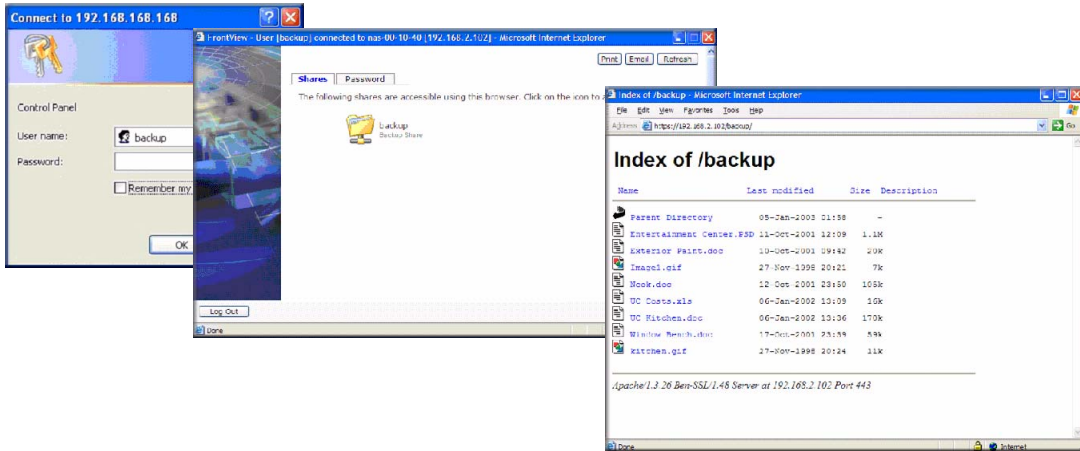 Connect to 192.168.168.168
Control Panel
User name:
backup
Password:
Remember my
OK
FrontView - User [backup] connected to nas-00-10-40 [192.168.2.102] - Microsoft Internet Explorer
Print Email Refresh
Shares Password
The following shares are accessible using this browser. Click on the icon to
backup
Backup Share
Log Out
Done
Index of /backup - Microsoft Internet Explorer
File Edit View Favorites Tools Help
Address https://192.168.2.102/backup/ Go
Index of /backup
Name Last modified Size Description
Parent Directory 05-Jan-2003 01:58 -
Entertainment Center.PSD 11-Oct-2001 12:09 1.1M
Exterior Paint.doc 10-Oct-2001 09:42 20k
Image1.gif 27-Nov-1998 20:21 7k
Nook.doc 12-Oct-2001 23:50 105k
UC Costs.xls 06-Jan-2002 13:09 16k
UC Kitchen.doc 06-Jan-2002 13:36 170k
Window Bench.doc 17-Oct-2001 23:59 59k
kitchen.gif 27-Nov-1998 20:24 11k
Apache/1.3.26 Ben-SSL/1.48 Server at 192.168.2.102 Port 443
Done Internet